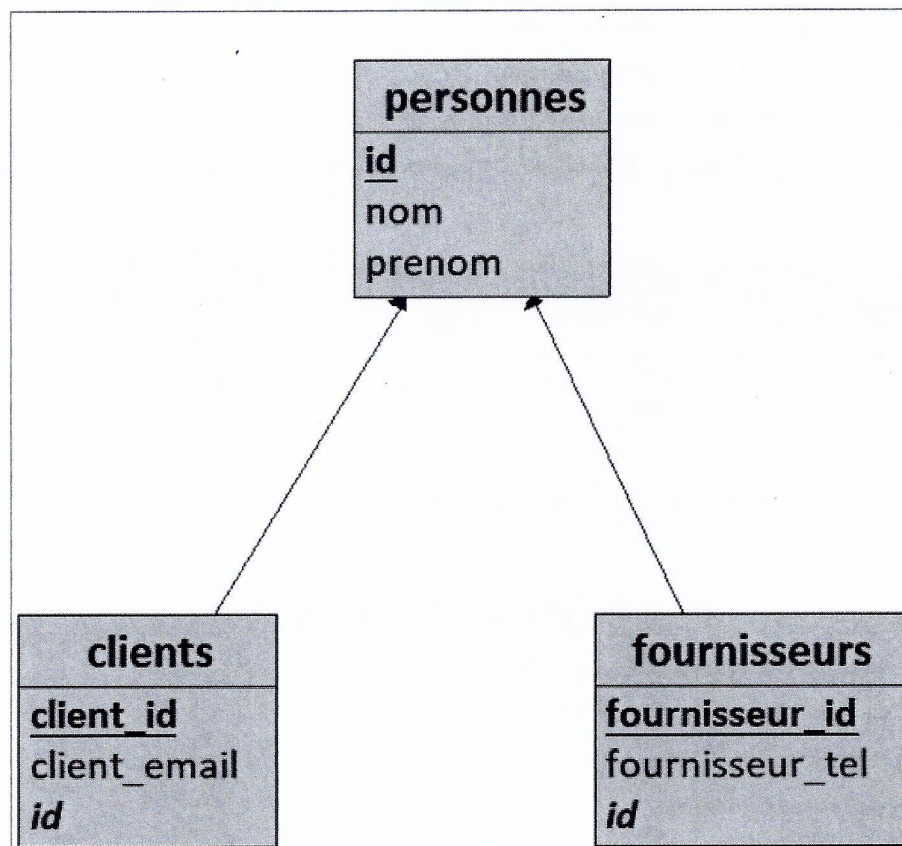 personnes
id
nom
prenom
clients
client_id
client_email
id
fournisseurs
fournisseur_id
fournisseur_tel
id